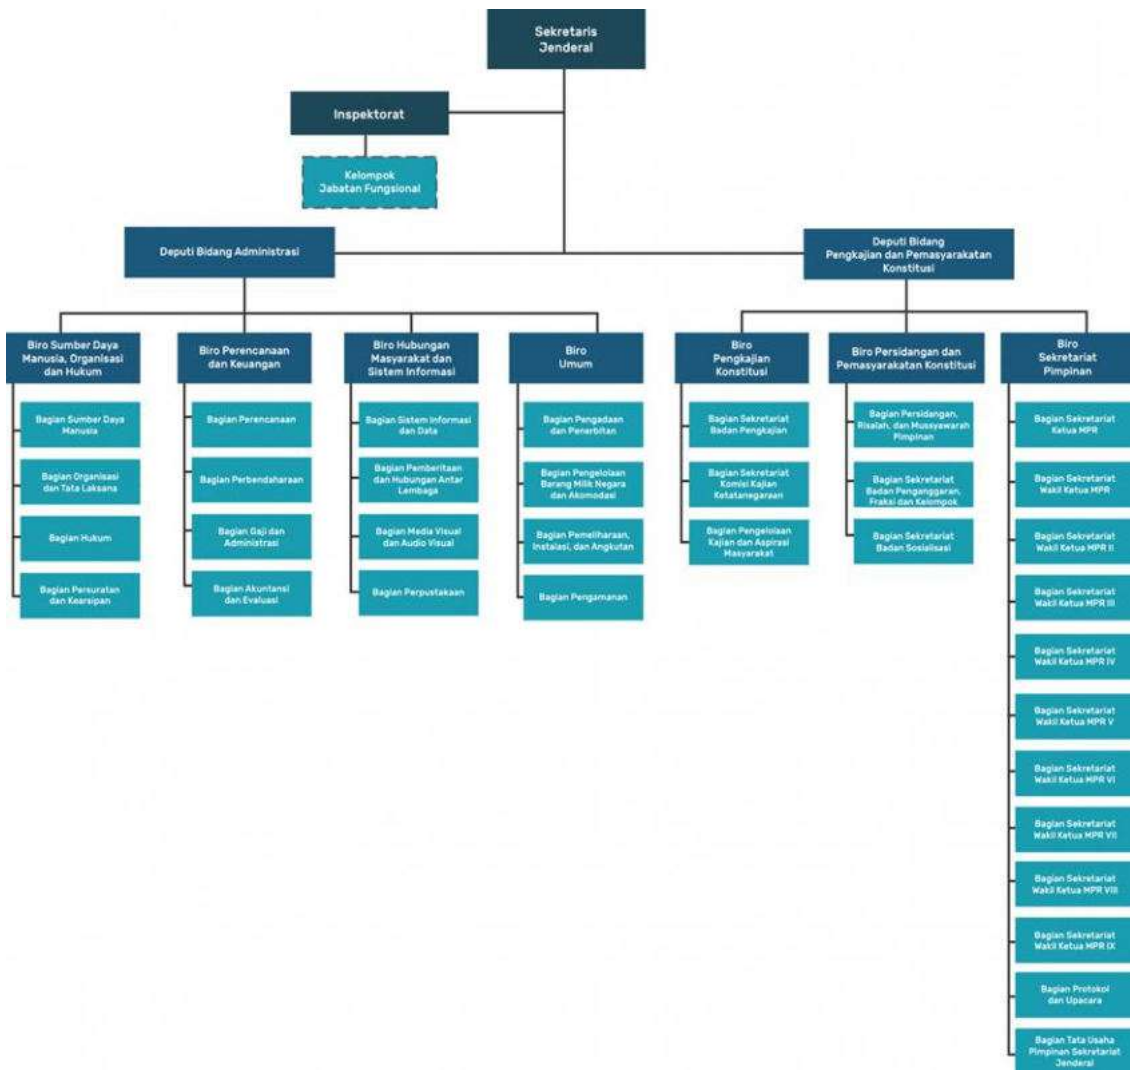 Sekretaris
Jenderal
Inspektorat
Kelompok
Jabatan Fungsional
Deputi Bidang Administrasi
Deputi Bidang
Pengkajian dan Pemasyarakatan
Konstitusi
Biro Sumber Daya
Manusia, Organisasi
dan Hukum
Bagian Sumber Daya
Manusia
Bagian Organisasi
dan Tata Laksana
Bagian Hukum
Bagian Persuratan
dan Kearsipan
Biro Perencanaan
dan Keuangan
Bagian Perencanaan
Bagian Perbendaharaan
Bagian Gaji dan
Administrasi
Bagian Akuntansi
dan Evaluasi
Biro Hubungan
Masyarakat dan
Sistem Informasi
Bagian Sistem Informasi
dan Data
Bagian Pemberitaan
dan Hubungan Antar
Lembaga
Bagian Media Visual
dan Audio Visual
Bagian Perpustakaan
Biro
Umum
Bagian Pengadaan
dan Penerbitan
Bagian Pengelolaan
Barang Milik Negara
dan Akomodasi
Bagian Pemeliharaan,
Instalasi, dan Angkutan
Bagian Pengamanan
Biro
Pengkajian
Konstitusi
Bagian Sekretariat
Badan Pengkajian
Bagian Sekretariat
Komisi Kajian
Ketatanegaraan
Bagian Pengelolaan
Kajian dan Aspirasi
Masyarakat
Biro Persidangan dan
Pemasyarakatan Konstitusi
Bagian Persidangan,
Risalah, dan Mussyawarah
Pimpinan
Bagian Sekretariat
Badan Penganggaran,
Fraksi dan Kelompok
Bagian Sekretariat
Badan Sosialisasi
Biro
Sekretariat
Pimpinan
Bagian Sekretariat
Ketua MPR
Bagian Sekretariat
Wakil Ketua MPR
Bagian Sekretariat
Wakil Ketua MPR II
Bagian Sekretariat
Wakil Ketua MPR III
Bagian Sekretariat
Wakil Ketua MPR IV
Bagian Sekretariat
Wakil Ketua MPR V
Bagian Sekretariat
Wakil Ketua MPR VI
Bagian Sekretariat
Wakil Ketua MPR VII
Bagian Sekretariat
Wakil Ketua MPR VIII
Bagian Sekretariat
Wakil Ketua MPR IX
Bagian Protokol
dan Upacara
Bagian Tata Usaha
Pimpinan Sekretariat
Jenderal